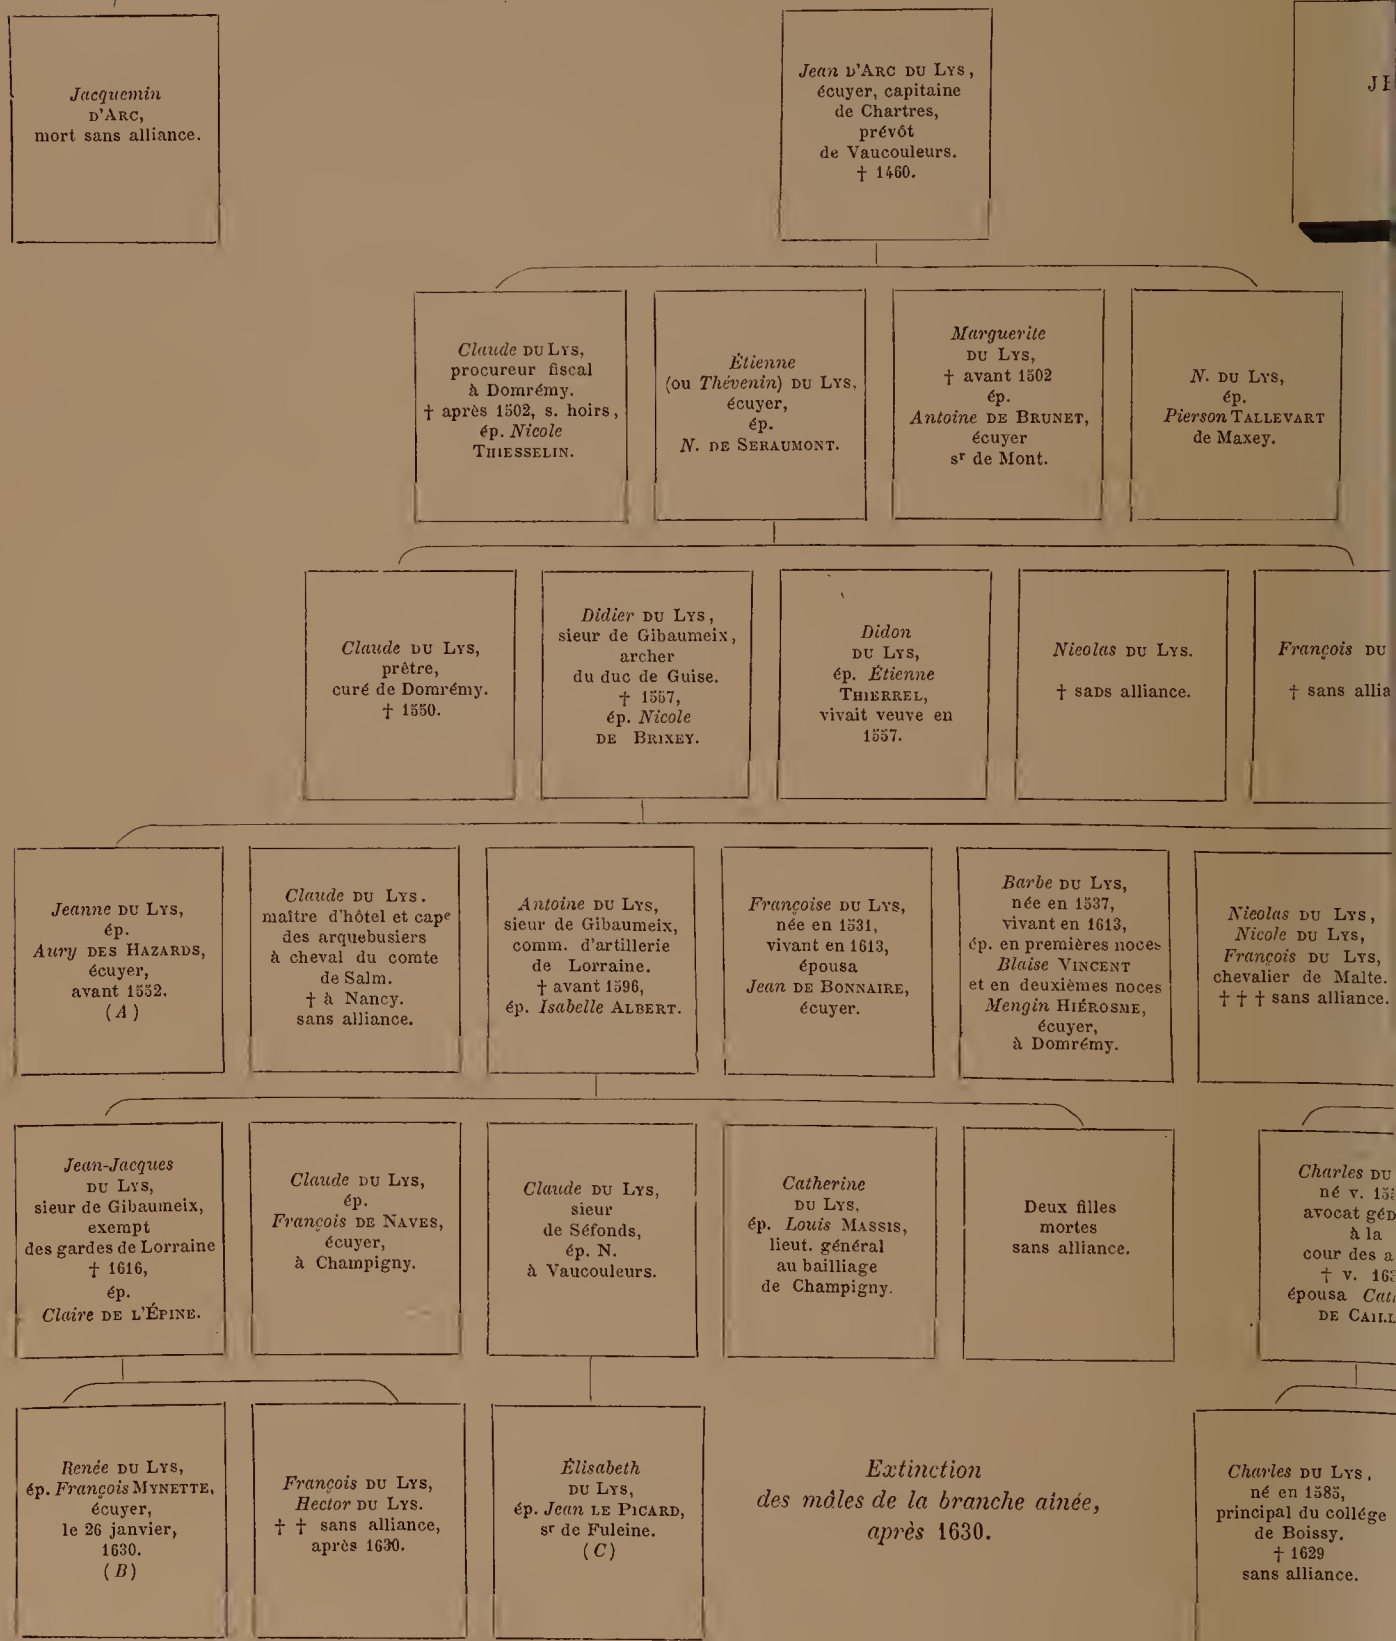 Jacquemin
D'ARC,
mort sans alliance.
Jean D'ARC DU LYS,
écuyer, capitaine
de Chartres,
prévôt
de Vaucouleurs.
† 1460.
Claude DU LYS,
procureur fiscal
à Domrémy.
† après 1502, s. hoirs,
ép. Nicole
THIESSELIN.
Étienne
(ou Thévenin) DU LYS,
écuyer,
ép.
N. DE SERAUMONT.
Marguerite
DU LYS,
† avant 1502
ép.
Antoine DE BRUNET,
écuyer
sr de Mont.
N. DU LYS,
ép.
Pierson TALLEVART
de Maxey.
Claude DU LYS,
prêtre,
curé de Domrémy.
† 1550.
Didier DU LYS,
sieur de Gibaumeix,
archer
du duc de Guise.
† 1557,
ép. Nicole
DE BRIXEY.
Didon
DU LYS,
ép. Étienne
THIERREL,
vivait veuve en
1557.
Nicolas DU LYS.
† sans alliance.
François DU
† sans allia
Jeanne DU LYS,
ép.
Aury DES HAZARDS,
écuyer,
avant 1552.
(A)
Claude DU LYS.
maître d'hôtel et cape
des arquebusiers
à cheval du comte
de Salm.
† à Nancy.
sans alliance.
Antoine DU LYS,
sieur de Gibaumeix,
comm. d'artillerie
de Lorraine.
† avant 1596,
ép. Isabelle ALBERT.
Françoise DU LYS,
née en 1531,
vivant en 1613,
épousa
Jean DE BONNAIRE,
écuyer.
Barbe DU LYS,
née en 1537,
vivant en 1613,
ép. en premières noces
Blaise VINCENT
et en deuxièmes noces
Mengin HIÉROSME,
écuyer,
à Domrémy.
Nicolas DU LYS,
Nicole DU LYS,
François DU LYS,
chevalier de Malte.
† † † sans alliance.
Jean-Jacques
DU LYS,
sieur de Gibaumeix,
exempt
des gardes de Lorraine
† 1616,
ép.
Claire DE L'ÉPINE.
Claude DU LYS,
ép.
François DE NAVES,
écuyer,
à Champigny.
Claude DU LYS,
sieur
de Séfonds,
ép. N.
à Vaucouleurs.
Catherine
DU LYS,
ép. Louis MASSIS,
lieut. général
au bailliage
de Champigny.
Deux filles
mortes
sans alliance.
Charles DU
né v.
avocat
à la
cour des a
† v.
épousa
DE
Renée DU LYS,
ép. François MYNETTE,
écuyer,
le 26 janvier,
1630.
(B)
François DU LYS,
Hector DU LYS.
† † sans alliance,
après 1630.
Élisabeth
DU LYS,
ép. Jean LE PICARD,
sr de Fuleine.
(C)
Extinction
des mâles de la branche aînée,
après 1630.
Charles DU LYS,
né en 1585,
principal du collége
de Boissy.
† 1629
sans alliance.